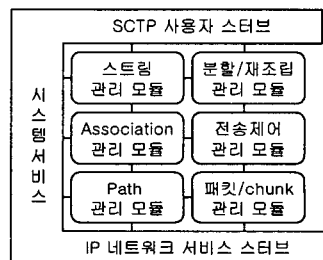 SCTP 사용자 스터브
시스템 서비스
스트림
관리 모듈
분할/재조립
관리 모듈
Association
관리 모듈
전송제어
관리 모듈
Path
관리 모듈
패킷/chunk
관리 모듈
IP 네트워크 서비스 스터브